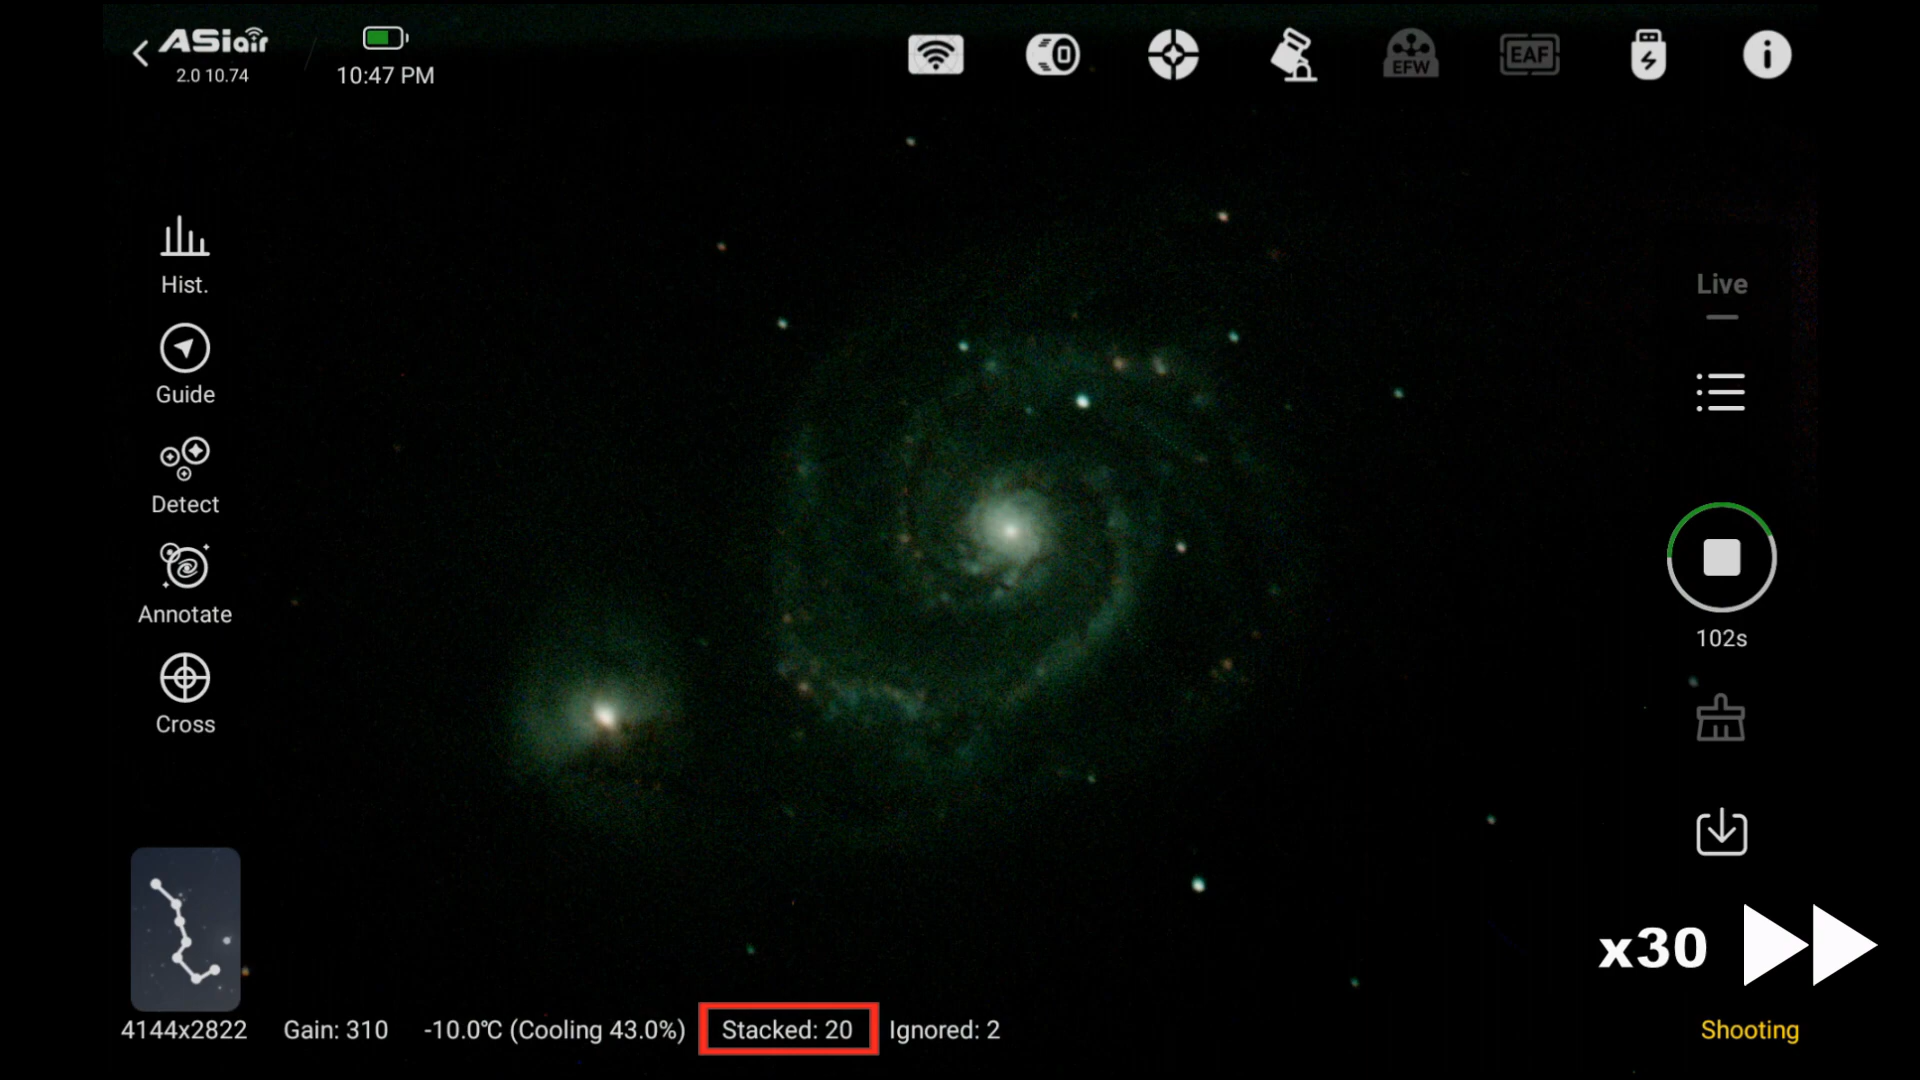 ASiair
2.0 10.74
10:47 PM
EFW
EAF
Hist.
Guide
Detect
Annotate
Cross
Live
102s
x30
4144x2822 Gain: 310 -10.0℃ (Cooling 43.0%) Stacked: 20 Ignored: 2 Shooting